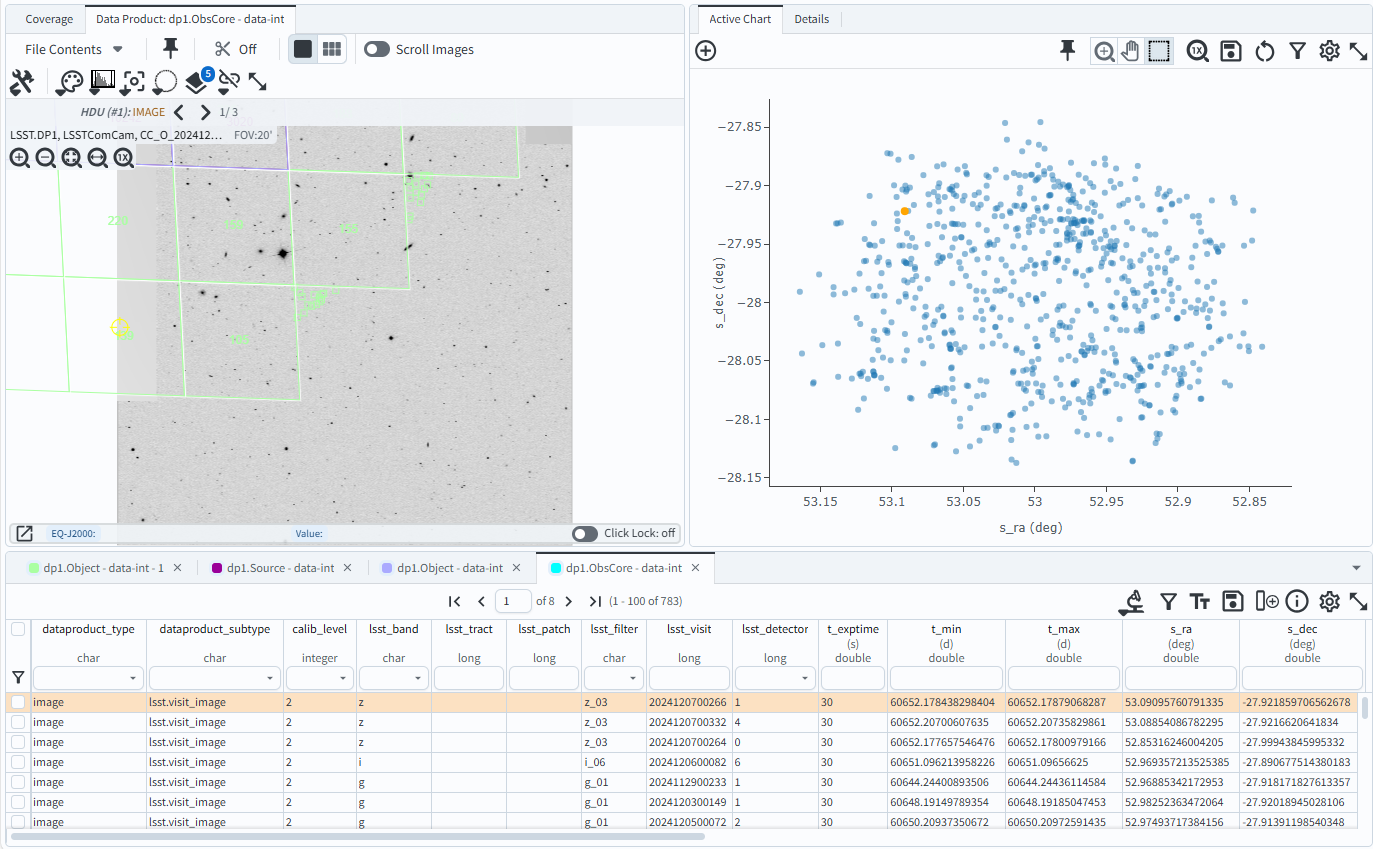 Coverage
Data Product: dp1.ObsCore - data-int
File Contents
Off
Scroll Images
5
HDU (#1): IMAGE
1/ 3
LSST.DP1, LSSTComCam, CC_O_202412...
FOV:20'
1X
EQ-J2000:
Value:
Click Lock: off
Active Chart
Details
1X
s_dec (deg)
−27.85
−27.9
−27.95
−28
−28.05
−28.1
−28.15
53.15
53.1
53.05
53
52.95
52.9
52.85
s_ra (deg)
dp1.Object - data-int - 1
dp1.Source - data-int
dp1.Object - data-int
dp1.ObsCore - data-int
1 of 8 (1 - 100 of 783)
dataproduct_type dataproduct_subtype calib_level lsst_band lsst_tract lsst_patch lsst_filter lsst_visit lsst_detector t_exptime t_min t_max s_ra s_dec
(s) (d) (d) (deg) (deg)
char char integer char long long char long long double double double double double
image lsst.visit_image 2 z z_03 2024120700266 1 30 60652.178438298404 60652.17879068287 53.09095760791335 -27.921859706562678
image lsst.visit_image 2 z z_03 2024120700332 4 30 60652.20700607635 60652.20735829861 53.08854086782295 -27.9216620641834
image lsst.visit_image 2 z z_03 2024120700264 0 30 60652.177657546476 60652.17800979166 52.85316246004205 -27.99943845995332
image lsst.visit_image 2 i i_06 2024120600082 6 30 60651.096213958226 60651.09656625 52.969357213525385 -27.890677514380183
image lsst.visit_image 2 g g_01 2024112900233 1 30 60644.24400893506 60644.24436114584 52.96885342172953 -27.918171827613357
image lsst.visit_image 2 g g_01 2024120300149 1 30 60648.19149789354 60648.19185047453 52.98252363472064 -27.92018945028106
image lsst.visit_image 2 g g_01 2024120500072 2 30 60650.20937350672 60650.20972591435 52.97493717384156 -27.91391198540348